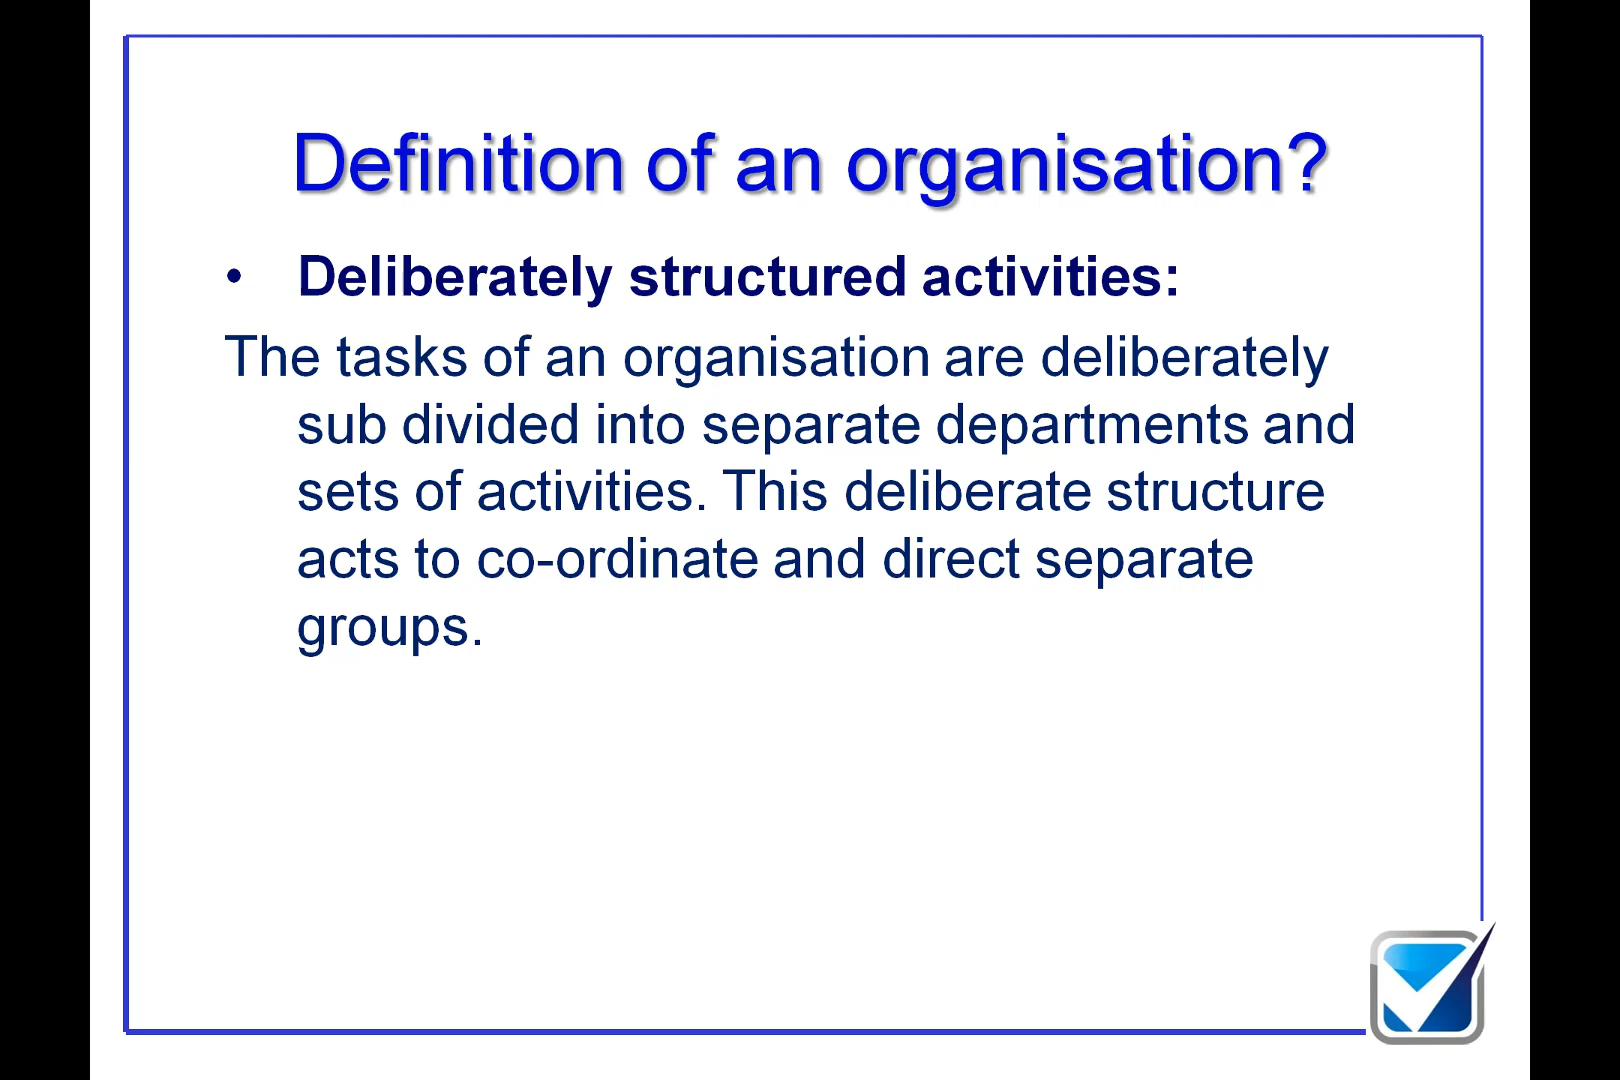 Definition of an organisation?
• Deliberately structured activities:
The tasks of an organisation are deliberately
sub divided into separate departments and
sets of activities. This deliberate structure
acts to co-ordinate and direct separate
groups.